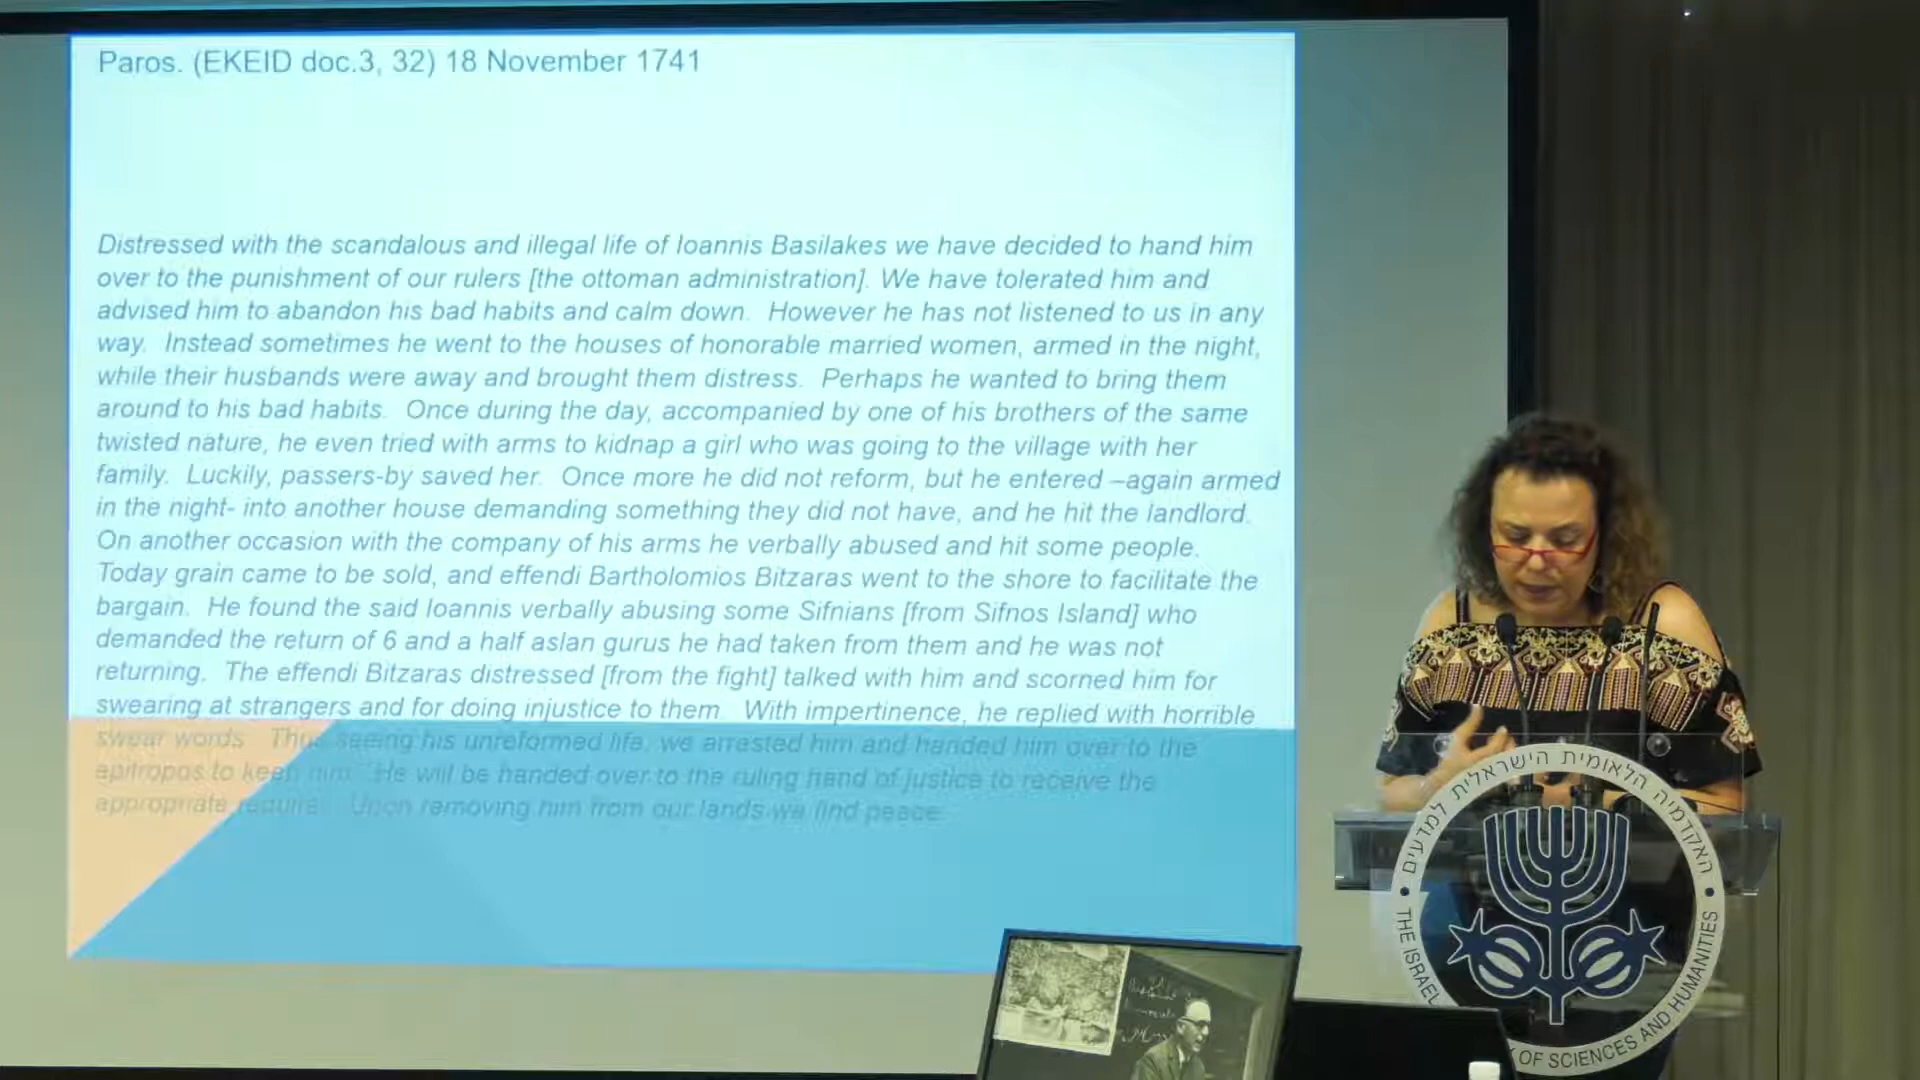 Paros. (EKEID doc.3, 32) 18 November 1741
Distressed with the scandalous and illegal life of Ioannis Basilakes we have decided to hand him
over to the punishment of our rulers [the ottoman administration]. We have tolerated him and
advised him to abandon his bad habits and calm down. However he has not listened to us in any
way. Instead sometimes he went to the houses of honorable married women, armed in the night,
while their husbands were away and brought them distress. Perhaps he wanted to bring them
around to his bad habits. Once during the day, accompanied by one of his brothers of the same
twisted nature, he even tried with arms to kidnap a girl who was going to the village with her
family. Luckily, passers-by saved her. Once more he did not reform, but he entered –again armed
in the night- into another house demanding something they did not have, and he hit the landlord.
On another occasion with the company of his arms he verbally abused and hit some people.
Today grain came to be sold, and effendi Bartholomios Bitzaras went to the shore to facilitate the
bargain. He found the said Ioannis verbally abusing some Sifnians [from Sifnos Island] who
demanded the return of 6 and a half aslan gurus he had taken from them and he was not
returning. The effendi Bitzaras distressed [from the fight] talked with him and scorned him for
swearing at strangers and for doing injustice to them. With impertinence, he replied with horrible
swear words. Thus seeing his unreformed life, we arrested him and handed him over to the
epitropos to keep him. He will be handed over to the ruling hand of justice to receive the
appropriate Upon removing him from our lands we find peace.
האקדמיה הלאומית הישראלית למדעים
THE ISRAEL OF SCIENCES AND HUMANITIES